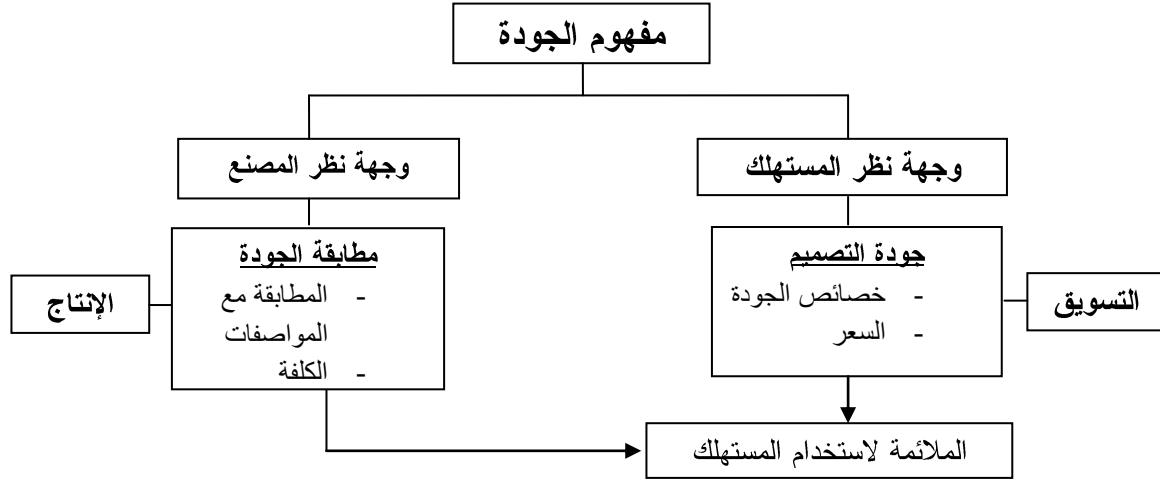 مفهوم الجودة
وجهة نظر المستهلك
وجهة نظر المصنع
جودة التصميم
- خصائص الجودة
- السعر
التسويق
مطابقة الجودة
- المطابقة مع
المواصفات
- الكلفة
الإنتاج
الملائمة لاستخدام المستهلك